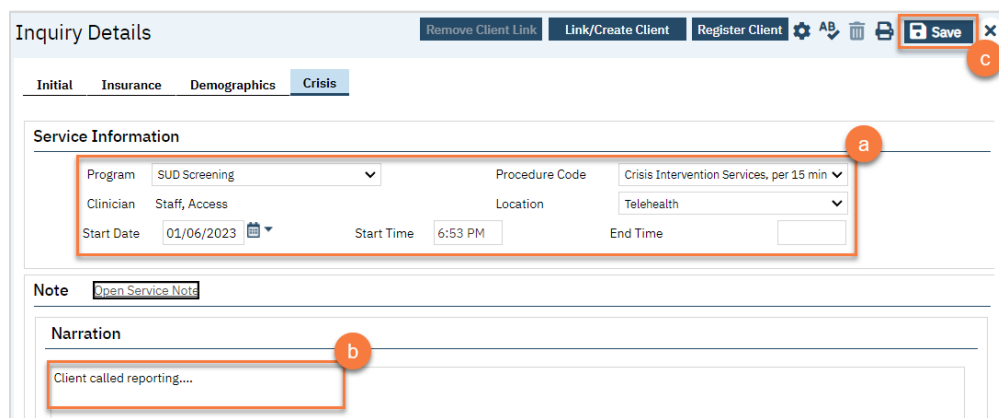 Inquiry Details Remove Client Link Link/Create Client Register Client AB Save
c
Initial Insurance Demographics Crisis
Service Information
a
Program SUD Screening Procedure Code Crisis Intervention Services, per 15 min
Clinician Staff, Access Location Telehealth
Start Date 01/06/2023 Start Time 6:53 PM End Time
Note Open Service Note
Narration
b
Client called reporting....